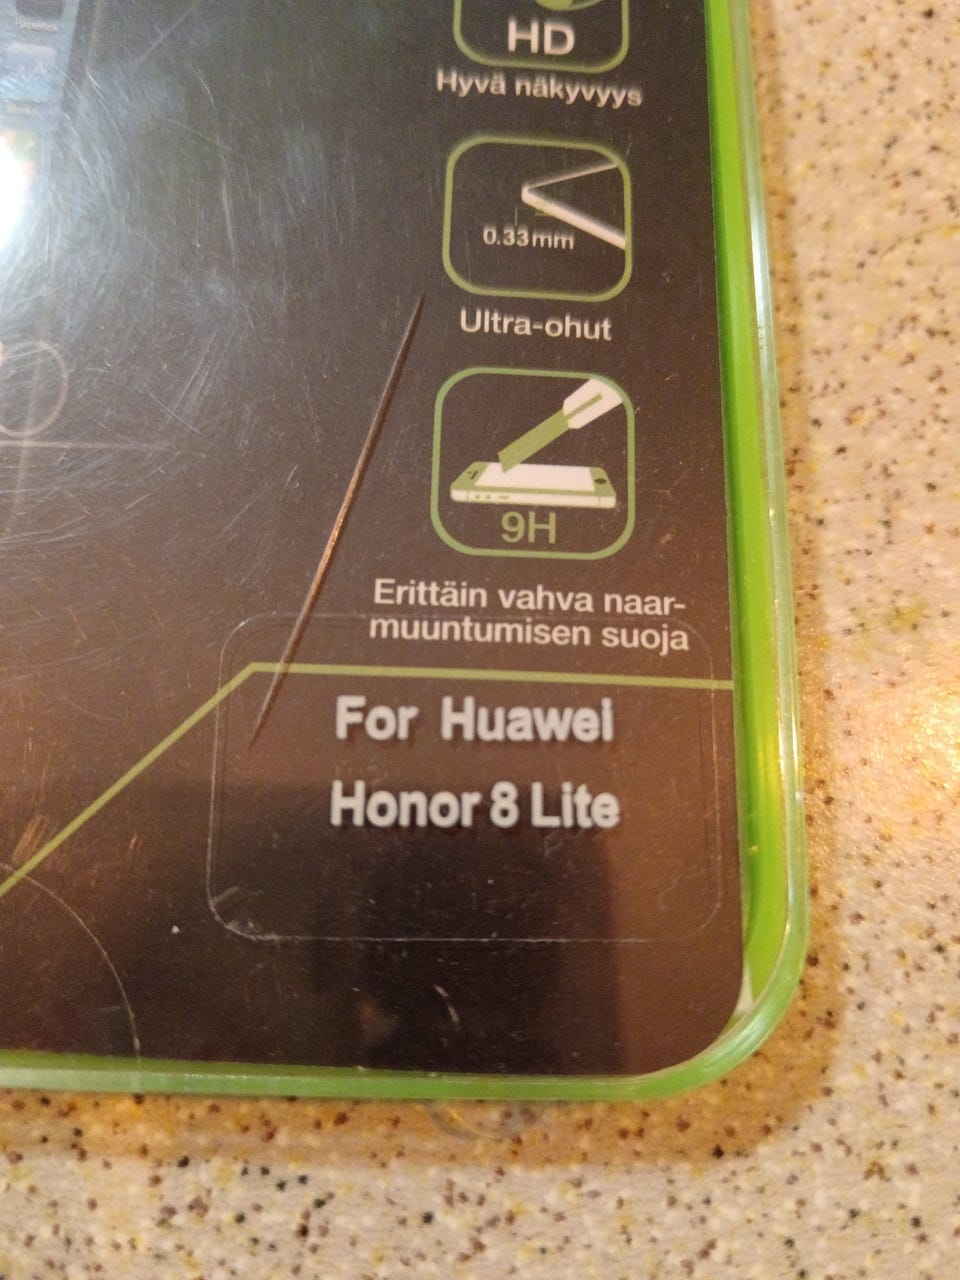 HD
Hyvä näkyvyys
0.33mm
Ultra-ohut
9H
Erittäin vahva naar-
muuntumisen suoja
For Huawei
Honor 8 Lite